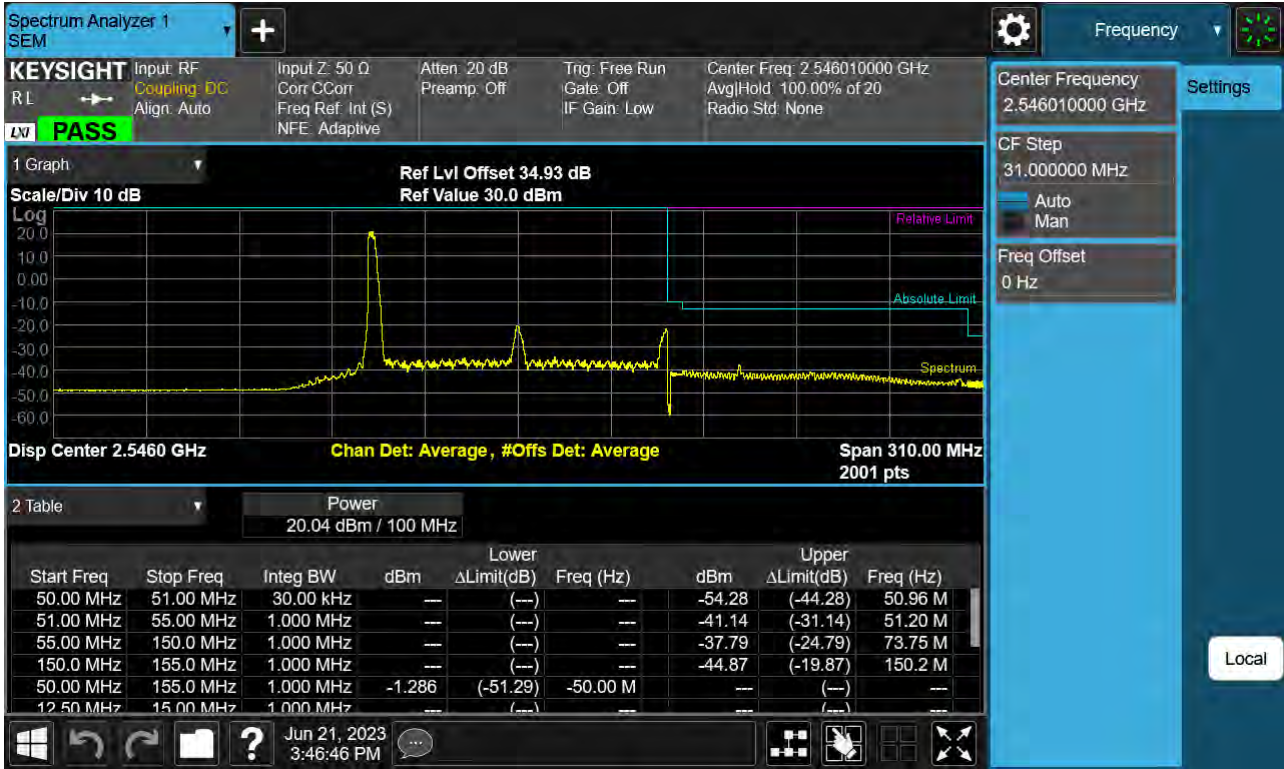 Spectrum Analyzer 1
SEM
Frequency
KEYSIGHT
R L
LXI
PASS
Input: RF
Coupling: DC
Align: Auto
Input Z: 50 Ω
Corr CCorr
Freq Ref: Int (S)
NFE: Adaptive
Atten: 20 dB
Preamp: Off
Trig: Free Run
Gate: Off
IF Gain: Low
Center Freq: 2.546010000 GHz
Avg|Hold: 100.00% of 20
Radio Std: None
Center Frequency
2.546010000 GHz
Settings
CF Step
31.000000 MHz
Auto
Man
Freq Offset
0 Hz
Local
1 Graph
Scale/Div 10 dB
Ref Lvl Offset 34.93 dB
Ref Value 30.0 dBm
Log
20.0
10.0
0.00
-10.0
-20.0
-30.0
-40.0
-50.0
-60.0
Relative Limit
Absolute Limit
Spectrum
Disp Center 2.5460 GHz
Chan Det: Average , #Offs Det: Average
Span 310.00 MHz
2001 pts
2 Table
Power
20.04 dBm / 100 MHz
Lower Upper
Start Freq Stop Freq Integ BW dBm ΔLimit(dB) Freq (Hz) dBm ΔLimit(dB) Freq (Hz)
50.00 MHz 51.00 MHz 30.00 kHz --- (---) --- -54.28 (-44.28) 50.96 M
51.00 MHz 55.00 MHz 1.000 MHz --- (---) --- -41.14 (-31.14) 51.20 M
55.00 MHz 150.0 MHz 1.000 MHz --- (---) --- -37.79 (-24.79) 73.75 M
150.0 MHz 155.0 MHz 1.000 MHz --- (---) --- -44.87 (-19.87) 150.2 M
50.00 MHz 155.0 MHz 1.000 MHz -1.286 (-51.29) -50.00 M --- (---) ---
12.50 MHz 15.00 MHz 1.000 MHz --- (---) --- --- (---) ---
?
Jun 21, 2023
3:46:46 PM